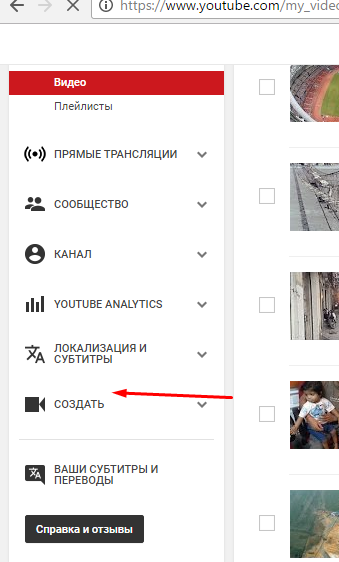 https://www.youtube.com/my_video
Видео
Плейлисты
ПРЯМЫЕ ТРАНСЛЯЦИИ
СООБЩЕСТВО
КАНАЛ
YOUTUBE ANALYTICS
ЛОКАЛИЗАЦИЯ И
СУБТИТРЫ
СОЗДАТЬ
ВАШИ СУБТИТРЫ И
ПЕРЕВОДЫ
Справка и отзывы